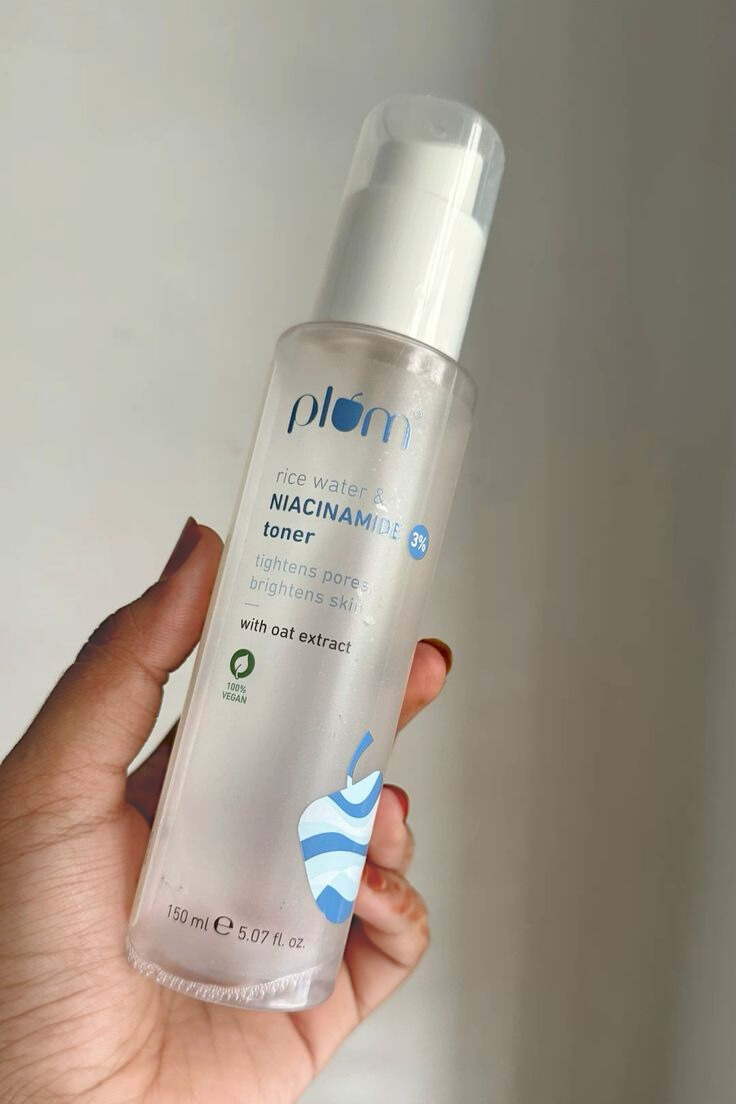 plum®
rice water &
NIACINAMIDE 3%
toner
tightens pores
brightens skin
with oat extract
100%
VEGAN
150 ml ℮ 5.07 fl. oz.